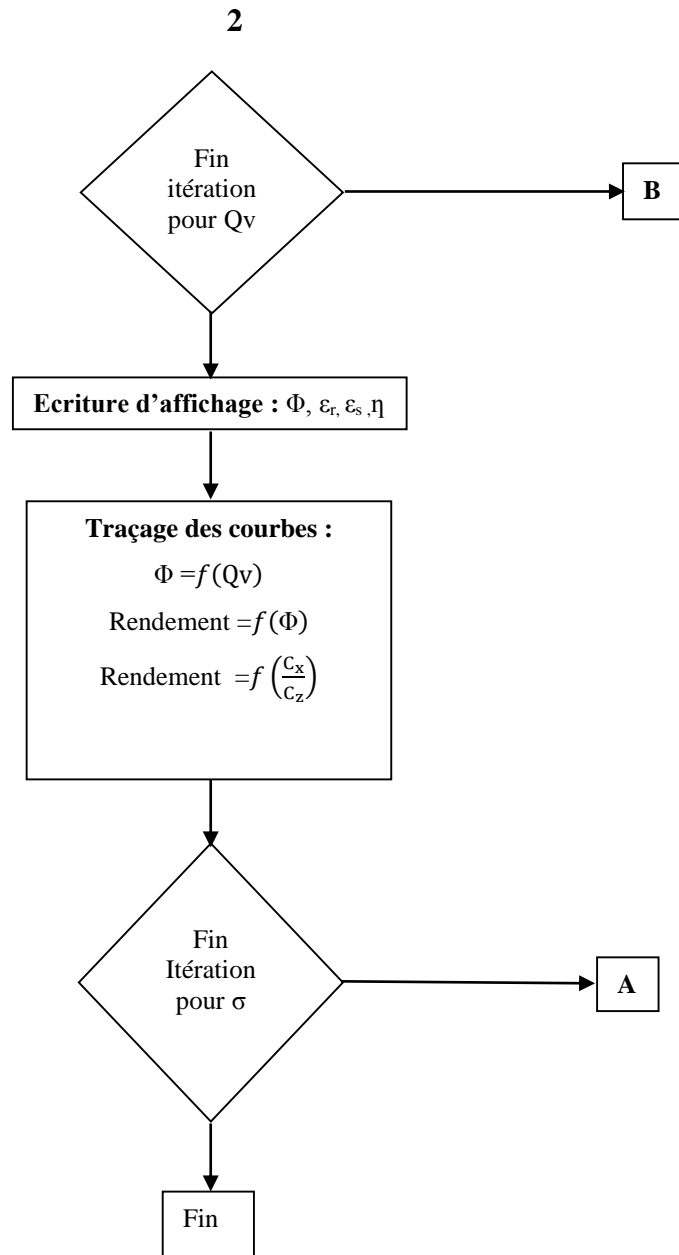 2
Fin
itération
pour Qv
B
Ecriture d’affichage : Φ, εr, εs ,η
Traçage des courbes :
Φ =f(Qv)
Rendement =f(Φ)
Rendement =f(Cx/Cz)
Fin
Itération
pour σ
A
Fin